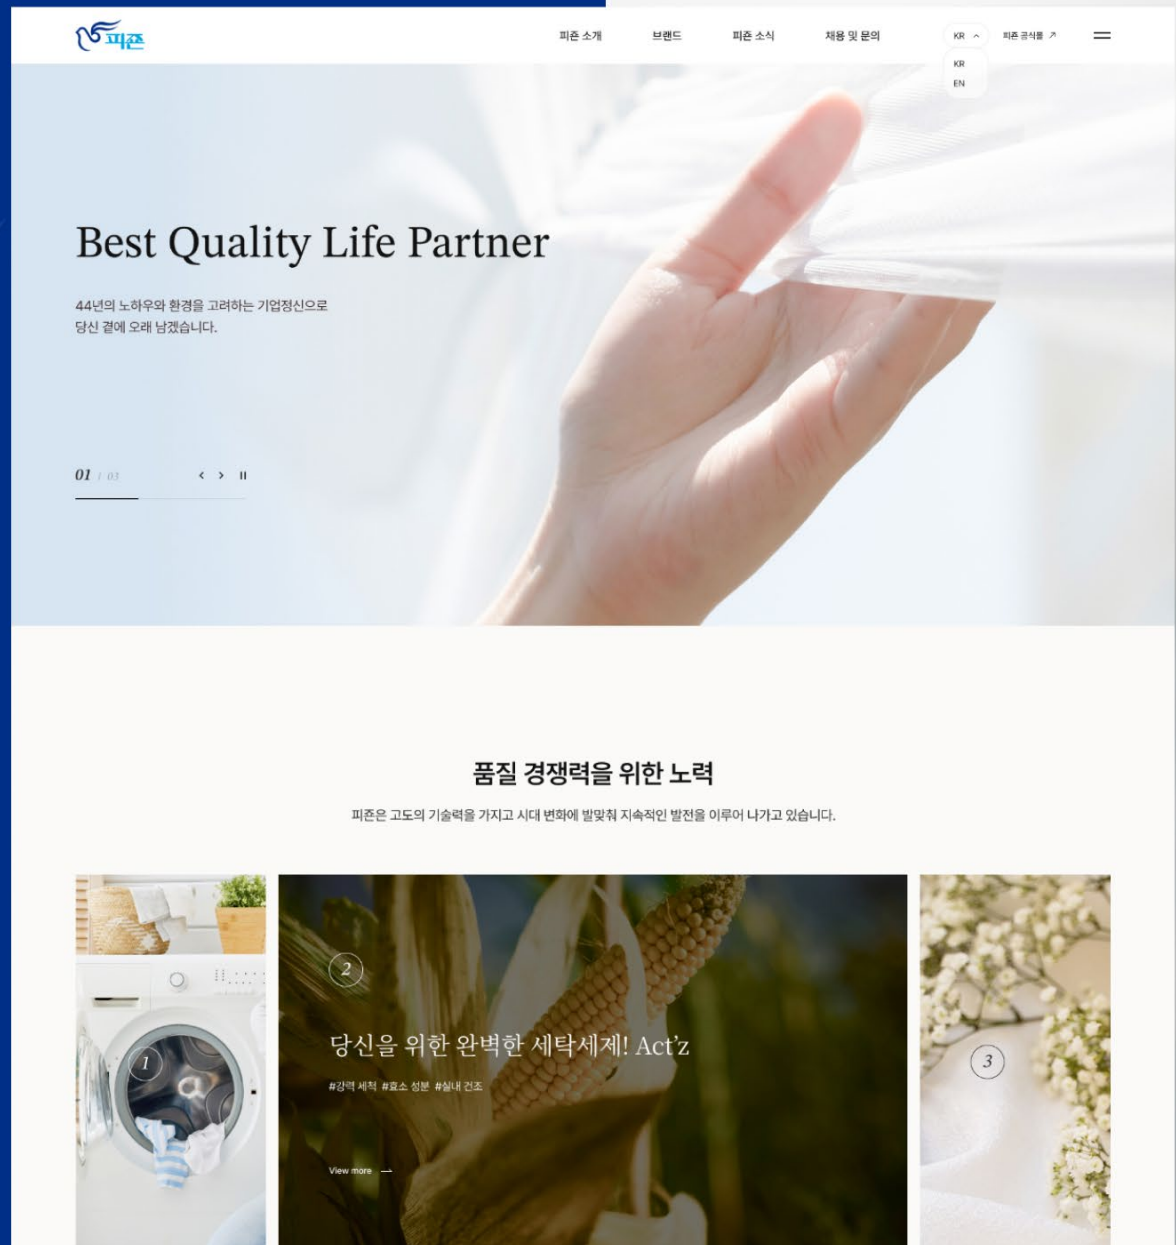 피죤
피죤 소개
브랜드
피죤 소식
채용 및 문의
KR
피죤 공식몰
KR
EN
Best Quality Life Partner
44년의 노하우와 환경을 고려하는 기업정신으로
당신 곁에 오래 남겠습니다.
01 / 03
품질 경쟁력을 위한 노력
피죤은 고도의 기술력을 가지고 시대 변화에 발맞춰 지속적인 발전을 이루어 나가고 있습니다.
1
2
당신을 위한 완벽한 세탁세제! Act’z
#강력 세척 #효소 성분 #실내 건조
View more
3